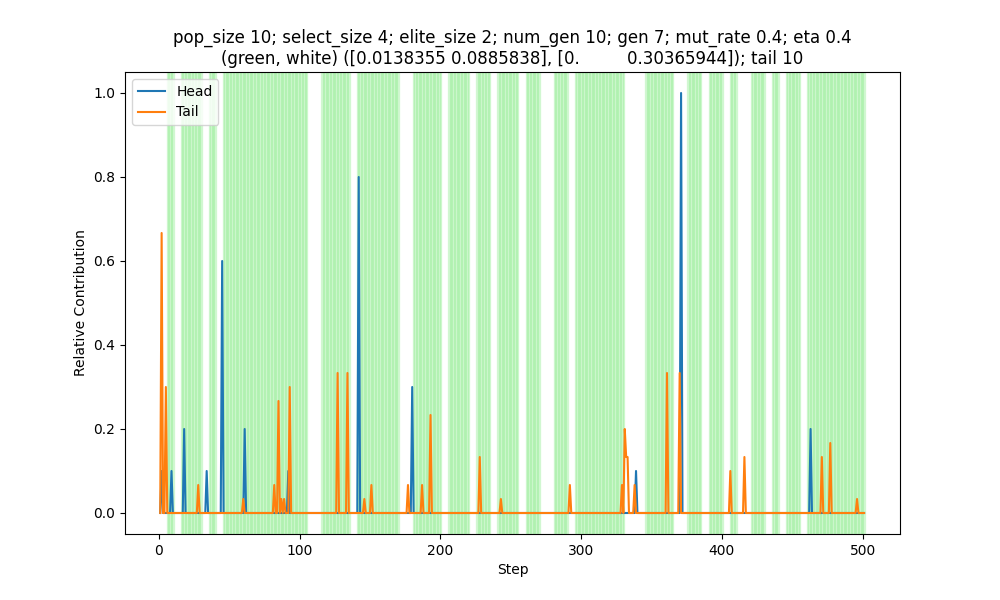 pop_size 10; select_size 4; elite_size 2; num_gen 10; gen 7; mut_rate 0.4; eta 0.4
(green, white) ([0.0138355 0.0885838], [0.          0.30365944]); tail 10
Head
Tail
1.0
0.8
0.6
0.4
0.2
0.0
Relative Contribution
0
100
200
300
400
500
Step